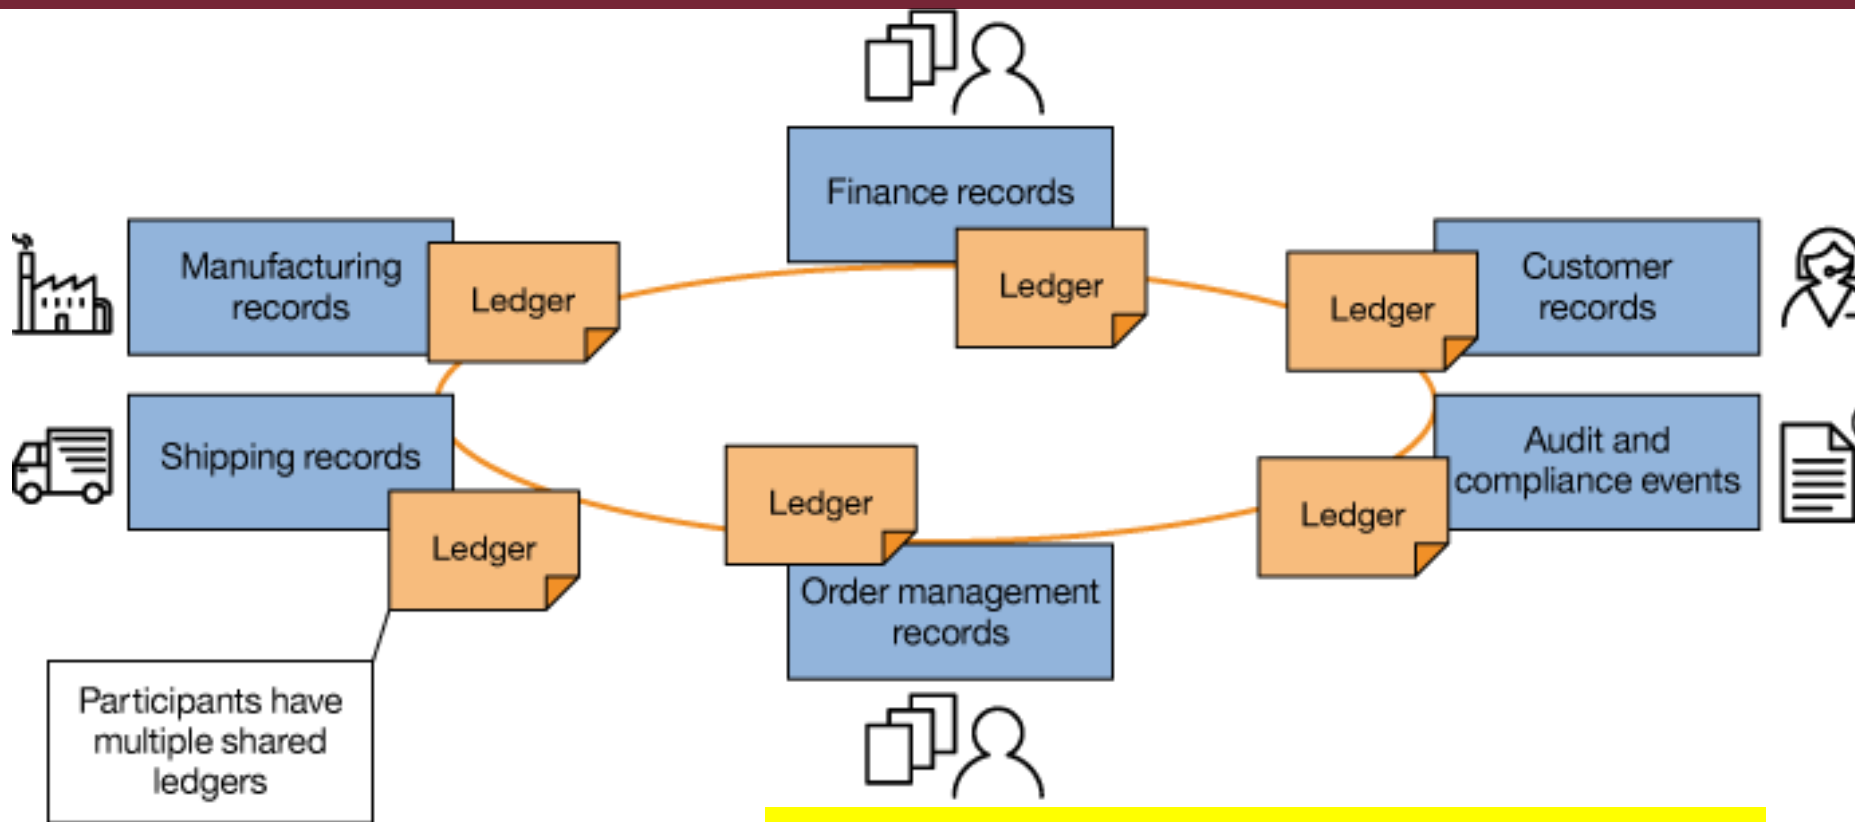 Finance records
Ledger
Manufacturing
records
Ledger
Customer
records
Ledger
Shipping records
Ledger
Audit and
compliance events
Ledger
Ledger
Order management
records
Participants have
multiple shared
ledgers